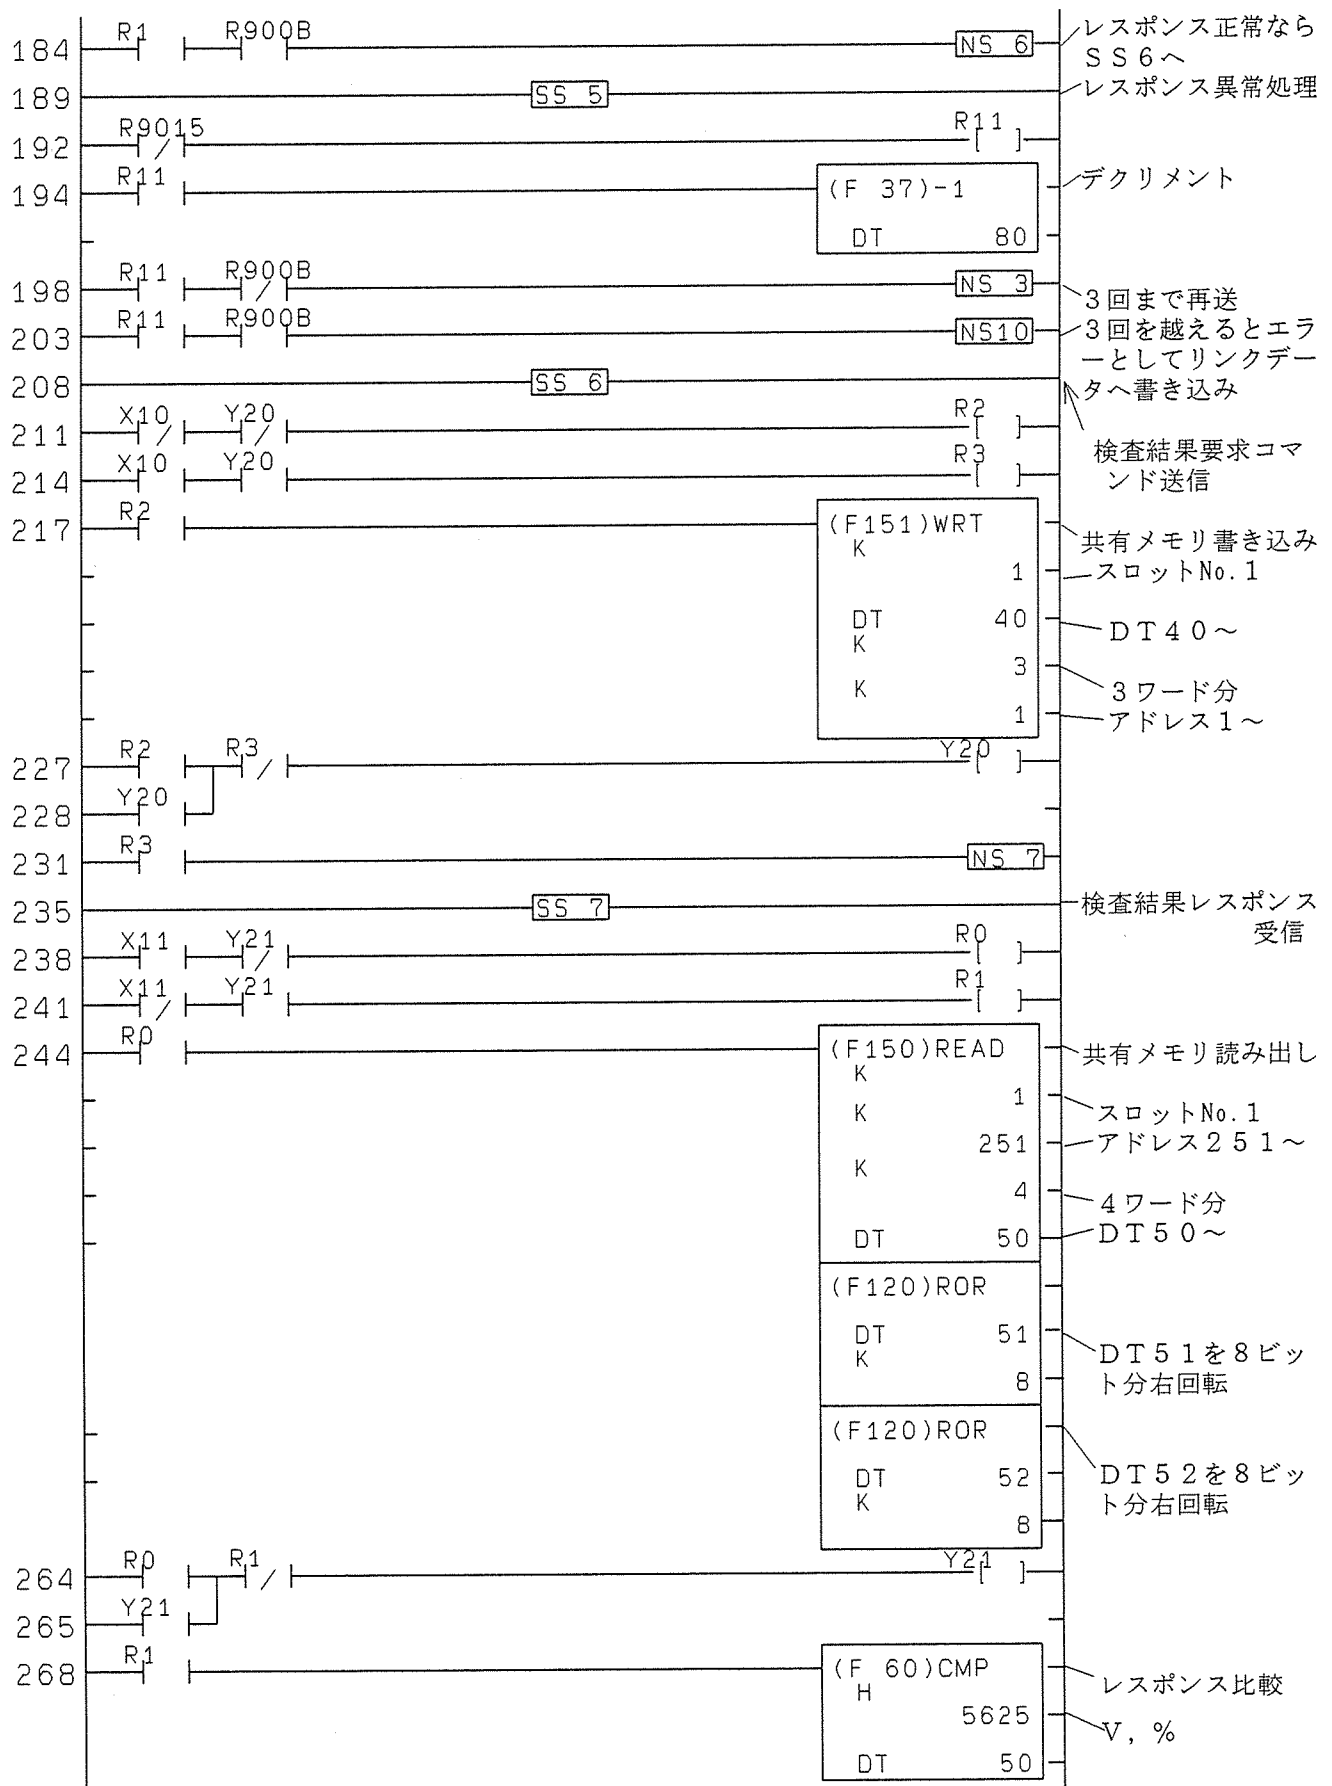 R1 R900B
184 NS 6 レスポンス正常なら
SS6へ
189 SS 5 レスポンス異常処理
R9015 R11
192 [ ]
R11
194 (F 37)-1 デクリメント
DT 80
R11 R900B
198 NS 3 3回まで再送
R11 R900B
203 NS10 3回を越えるとエラ
ーとしてリンクデー
208 SS 6 タへ書き込み
X10 Y20 R2
211 [ ]
検査結果要求コマ
ンド送信
X10 Y20 R3
214 [ ]
R2
217 (F151)WRT 共有メモリ書き込み
K
1 スロットNo.1
DT 40 DT40～
K
3 3ワード分
K
1 アドレス1～
R2 R3 Y20
227 [ ]
Y20
228
R3
231 NS 7
235 SS 7 検査結果レスポンス
受信
X11 Y21 R0
238 [ ]
X11 Y21 R1
241 [ ]
R0
244 (F150)READ 共有メモリ読み出し
K
1 スロットNo.1
K
251 アドレス251～
K
4 4ワード分
DT 50 DT50～
(F120)ROR
DT 51 DT51を8ビッ
K
8 ト分右回転
(F120)ROR
DT 52 DT52を8ビッ
K
8 ト分右回転
R0 R1 Y21
264 [ ]
Y21
265
R1
268 (F 60)CMP レスポンス比較
H
5625 V, %
DT 50